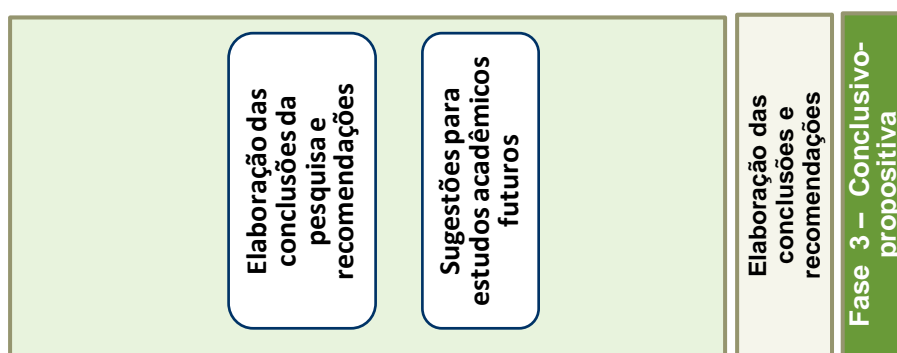 Elaboração das
conclusões da
pesquisa e
recomendações
Sugestões para
estudos acadêmicos
futuros
Elaboração das
conclusões e
recomendações
Fase 3 – Conclusivo-
propositiva